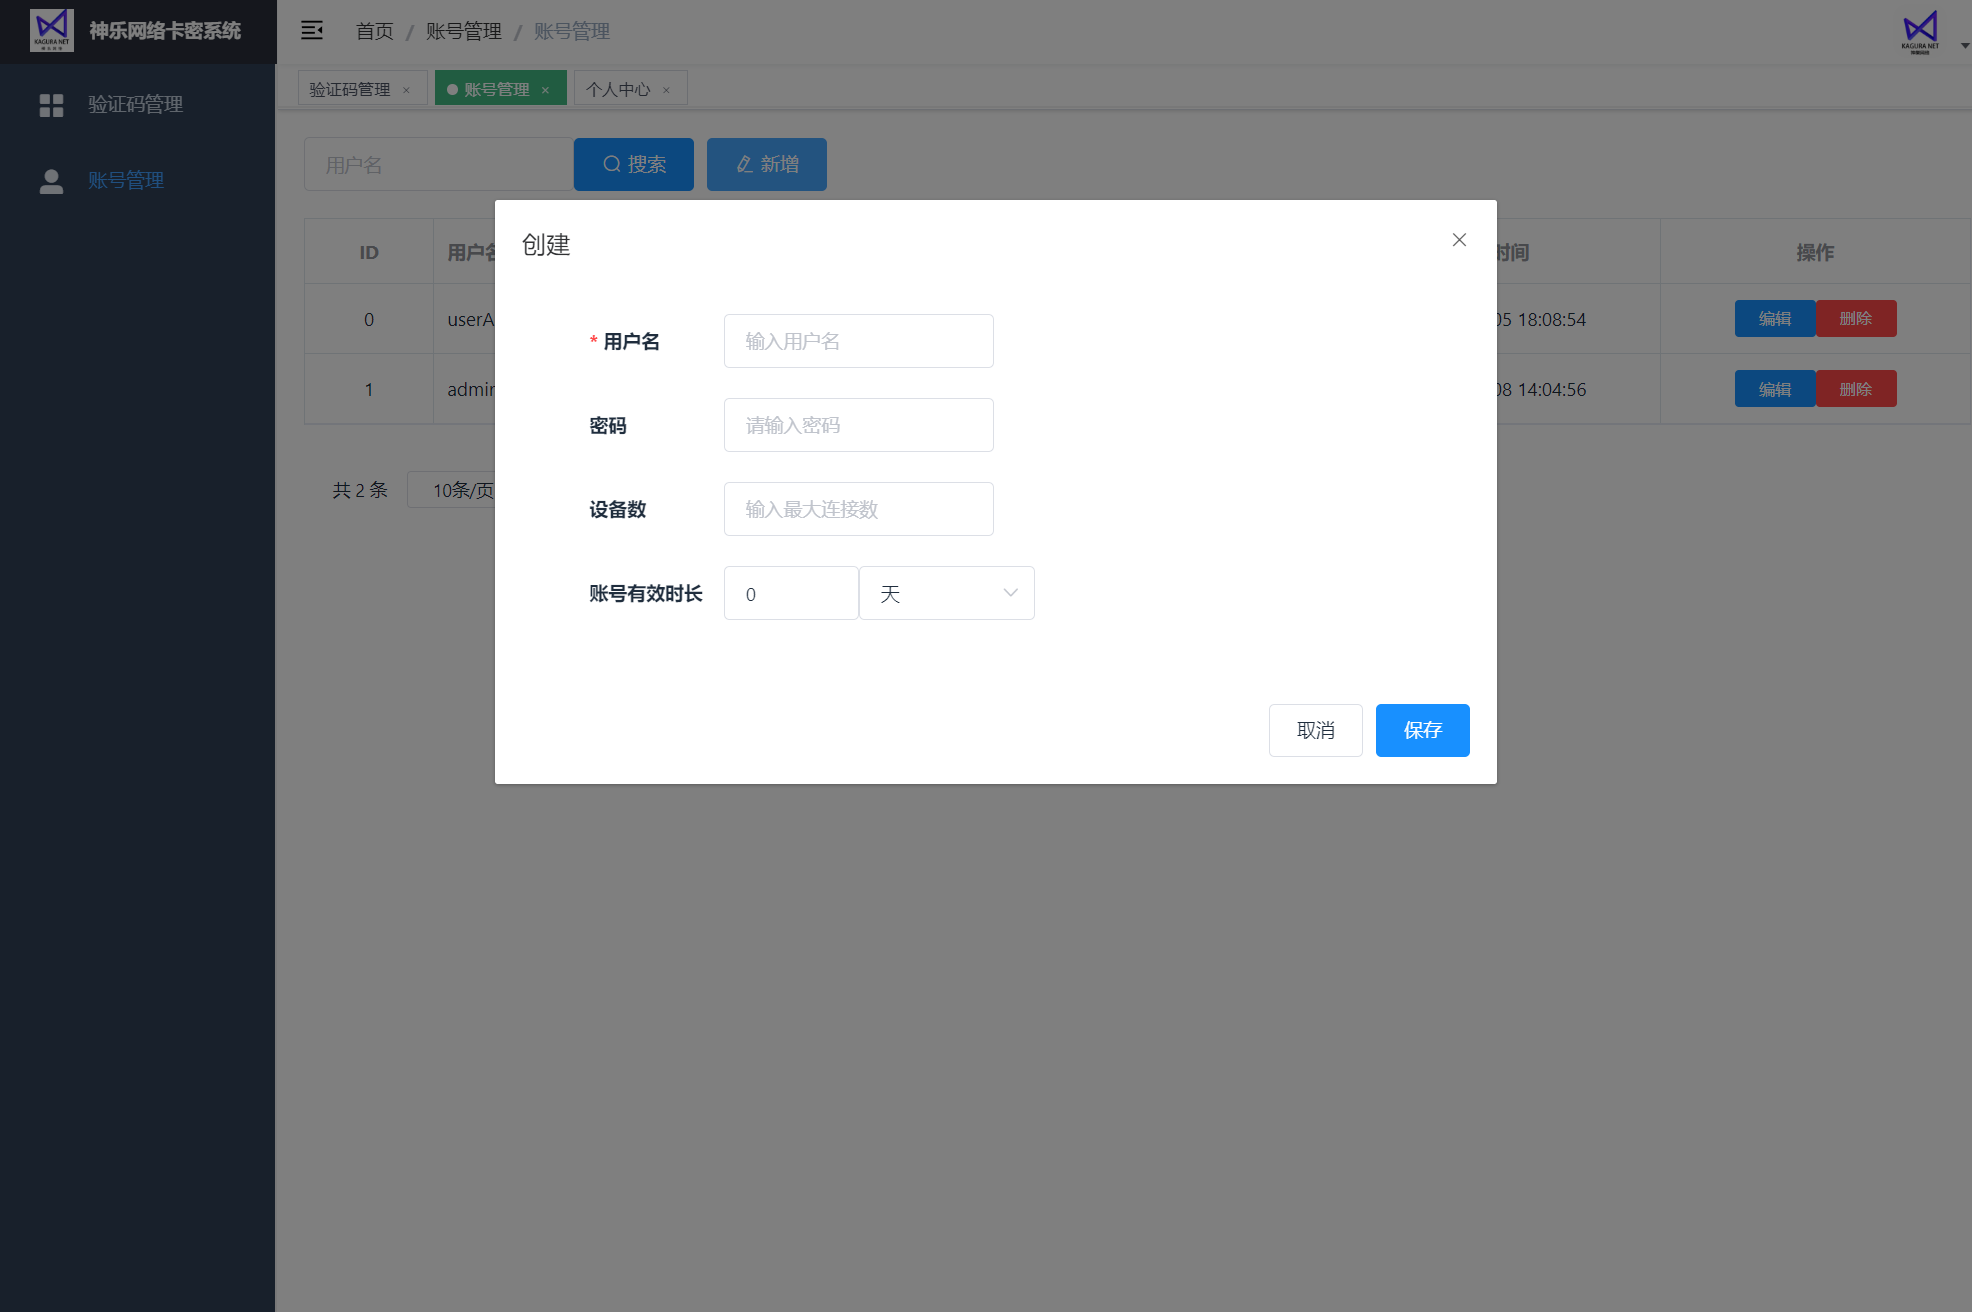 KAGURA NET
神乐网络卡密系统
首页 / 账号管理 / 账号管理
KAGURA NET
验证码管理
账号管理
验证码管理 ×
账号管理 ×
个人中心 ×
用户名
搜索
新增
ID
用户名
时间
操作
0
userA
05 18:08:54
编辑
删除
1
admin
08 14:04:56
编辑
删除
共 2 条
10条/页
创建
* 用户名
输入用户名
密码
请输入密码
设备数
输入最大连接数
账号有效时长
0
天
取消
保存